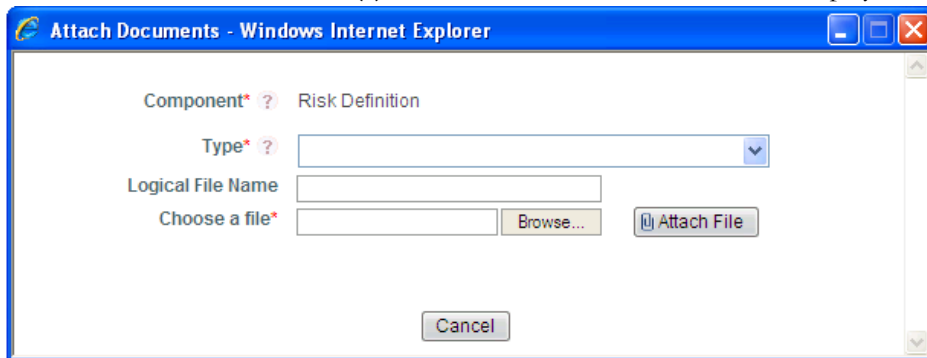 Attach Documents - Windows Internet Explorer
Component* ? Risk Definition
Type* ?
Logical File Name
Choose a file* Browse... Attach File
Cancel